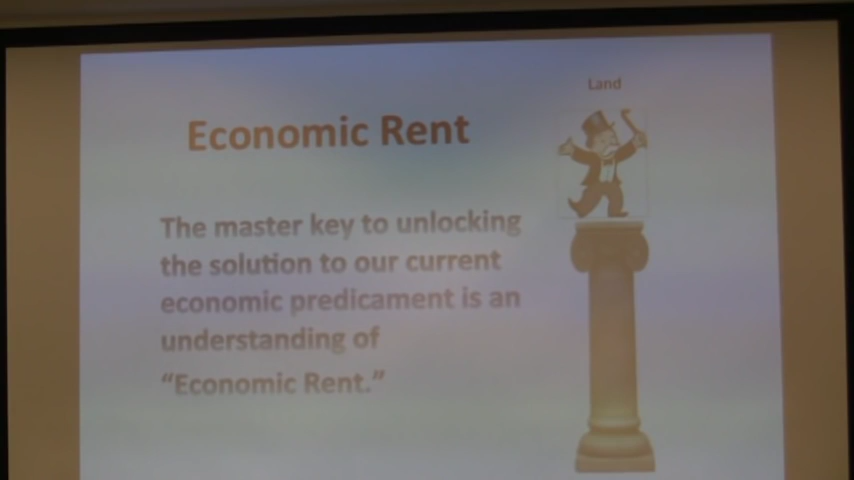 Land
Economic Rent
The master key to unlocking
the solution to our current
economic predicament is an
understanding of
“Economic Rent.”